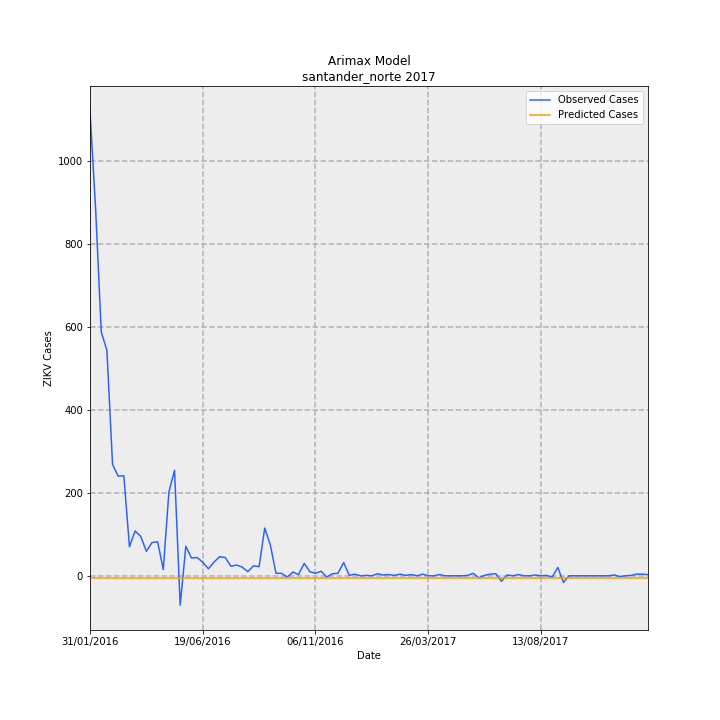 Arimax Model
santander_norte 2017
Observed Cases
Predicted Cases
1000
800
600
400
200
0
ZIKV Cases
31/01/2016
19/06/2016
06/11/2016
26/03/2017
13/08/2017
Date